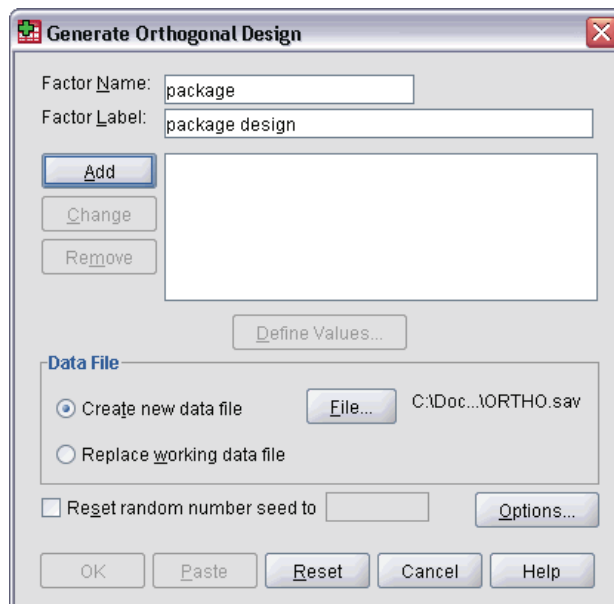 Generate Orthogonal Design
Factor Name: package
Factor Label: package design
Add
Change
Remove
Define Values...
Data File
Create new data file File... C:\Doc...\ORTHO.sav
Replace working data file
Reset random number seed to Options...
OK Paste Reset Cancel Help